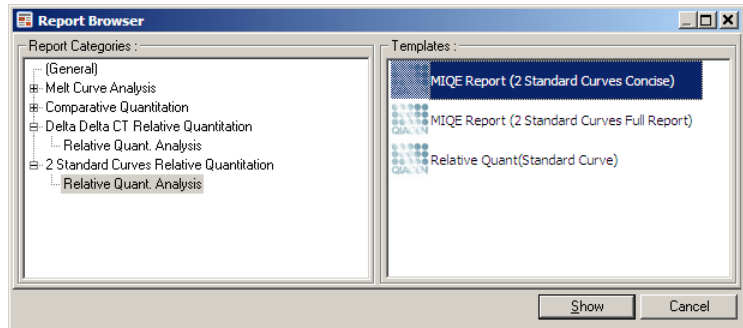 Report Browser
Report Categories :
(General)
Melt Curve Analysis
Comparative Quantitation
Delta Delta CT Relative Quantitation
Relative Quant. Analysis
2 Standard Curves Relative Quantitation
Relative Quant. Analysis
Templates :
MIQE Report (2 Standard Curves Concise)
QIAGEN
MIQE Report (2 Standard Curves Full Report)
QIAGEN
Relative Quant(Standard Curve)
Show
Cancel